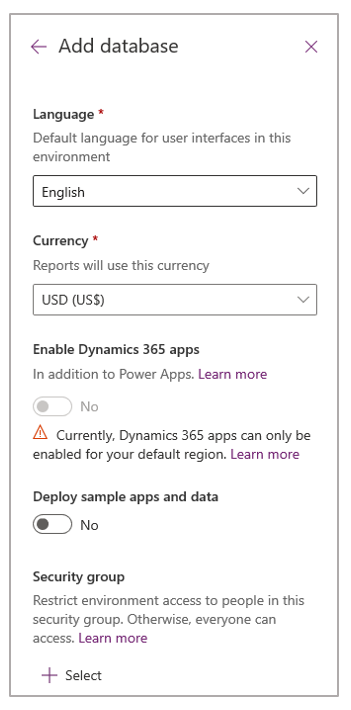 Add database
Language *
Default language for user interfaces in this
environment
English
Currency *
Reports will use this currency
USD (US$)
Enable Dynamics 365 apps
In addition to Power Apps. Learn more
No
Currently, Dynamics 365 apps can only be
enabled for your default region. Learn more
Deploy sample apps and data
No
Security group
Restrict environment access to people in this
security group. Otherwise, everyone can
access. Learn more
Select